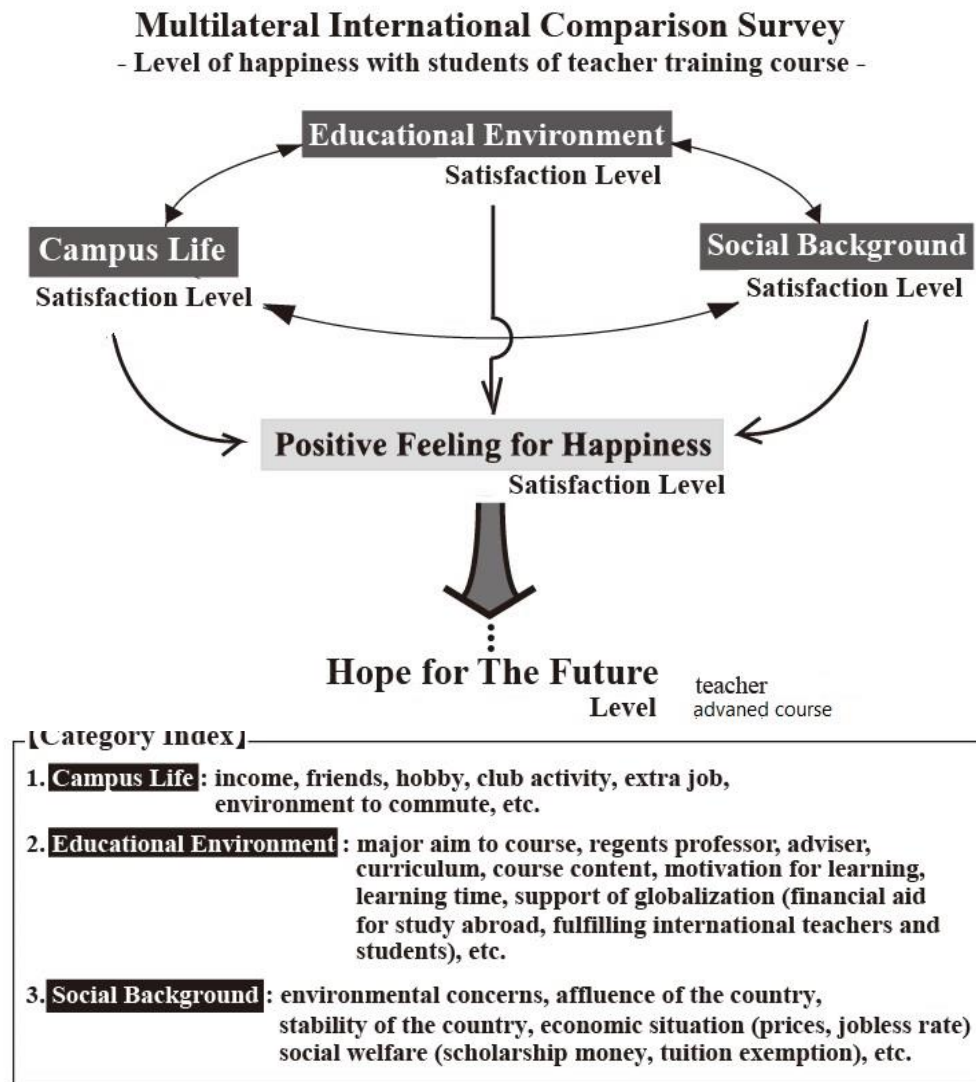 Multilateral International Comparison Survey
- Level of happiness with students of teacher training course -
Educational Environment
Satisfaction Level
Campus Life
Satisfaction Level
Social Background
Satisfaction Level
Positive Feeling for Happiness
Satisfaction Level
Hope for The Future
Level
teacher
advaned course
【Category Index】
1. Campus Life : income, friends, hobby, club activity, extra job,
environment to commute, etc.
2. Educational Environment : major aim to course, regents professor, adviser,
curriculum, course content, motivation for learning,
learning time, support of globalization (financial aid
for study abroad, fulfilling international teachers and
students), etc.
3. Social Background : environmental concerns, affluence of the country,
stability of the country, economic situation (prices, jobless rate)
social welfare (scholarship money, tuition exemption), etc.